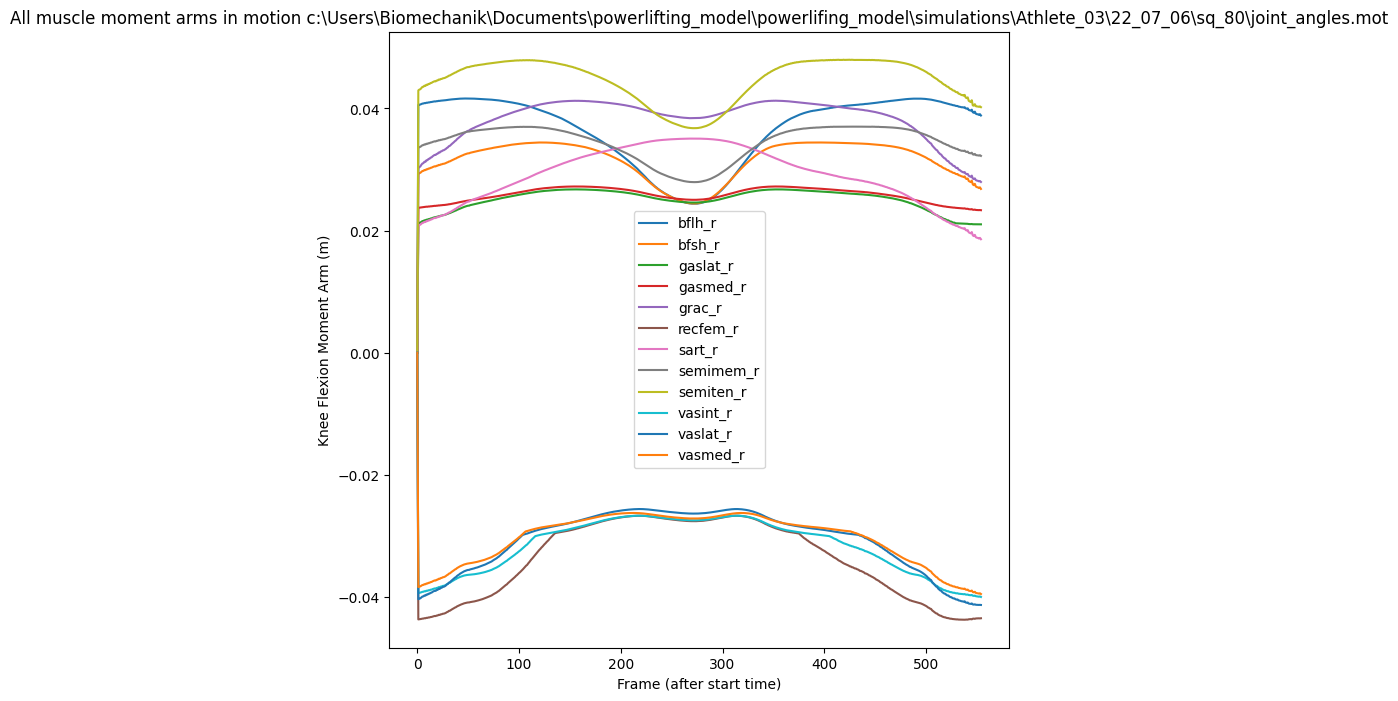 All muscle moment arms in motion c:\Users\Biomechanik\Documents\powerlifting_model\powerlifing_model\simulations\Athlete_03\22_07_06\sq_80\joint_angles.mot
Knee Flexion Moment Arm (m)
0.04
0.02
0.00
−0.02
−0.04
bflh_r
bfsh_r
gaslat_r
gasmed_r
grac_r
recfem_r
sart_r
semimem_r
semiten_r
vasint_r
vaslat_r
vasmed_r
0 100 200 300 400 500
Frame (after start time)